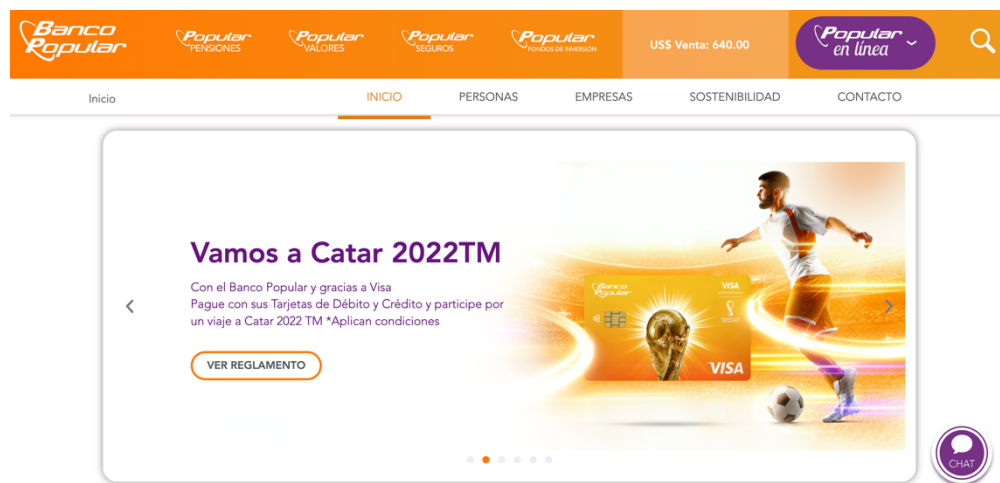 Banco
Popular
Popular
PENSIONES
Popular
VALORES
Popular
SEGUROS
Popular
FONDOS DE INVERSIÓN
US$ Venta: 640.00
Popular
en línea
Inicio
INICIO
PERSONAS
EMPRESAS
SOSTENIBILIDAD
CONTACTO
Vamos a Catar 2022TM
Con el Banco Popular y gracias a Visa
Pague con sus Tarjetas de Débito y Crédito y participe por
un viaje a Catar 2022 TM *Aplican condiciones
VER REGLAMENTO
Banco
Popular
VISA
VISA
CHAT